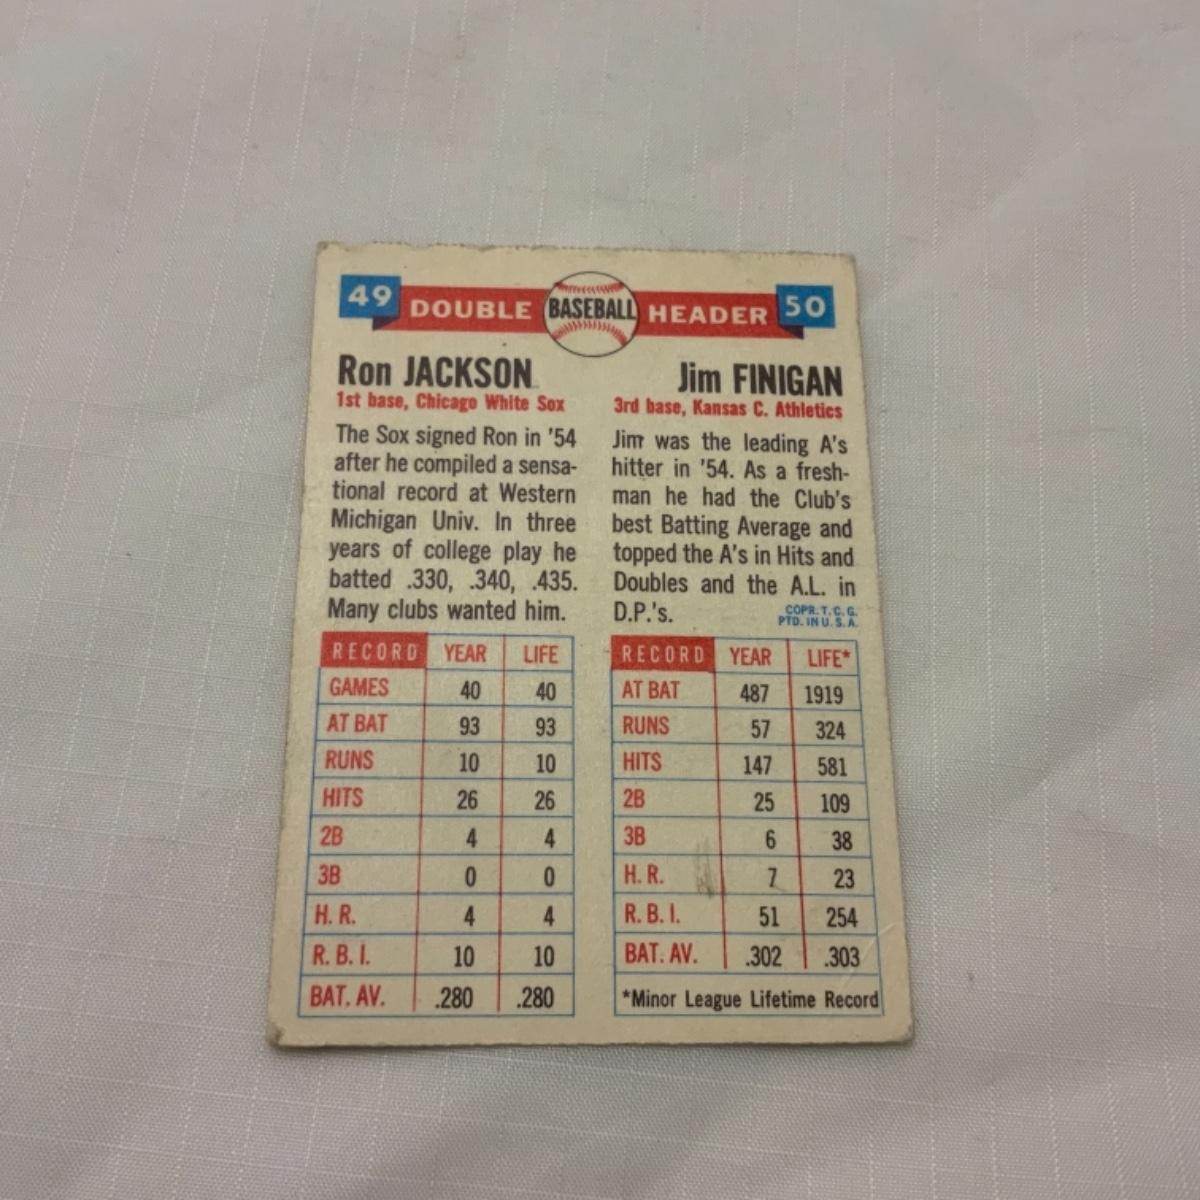 49 DOUBLE BASEBALL HEADER 50
Ron JACKSON
1st base, Chicago White Sox
The Sox signed Ron in '54
after he compiled a sensa-
tional record at Western
Michigan Univ. In three
years of college play he
batted .330, .340, .435.
Many clubs wanted him.
RECORD YEAR LIFE
GAMES 40 40
AT BAT 93 93
RUNS 10 10
HITS 26 26
2B 4 4
3B 0 0
H. R. 4 4
R. B. I. 10 10
BAT. AV. .280 .280
Jim FINIGAN
3rd base, Kansas C. Athletics
Jim was the leading A's
hitter in '54. As a fresh-
man he had the Club's
best Batting Average and
topped the A's in Hits and
Doubles and the A.L. in
D.P.'s.
COPR. T. C. G.
PTD. IN U. S. A.
RECORD YEAR LIFE*
AT BAT 487 1919
RUNS 57 324
HITS 147 581
2B 25 109
3B 6 38
H. R. 7 23
R. B. I. 51 254
BAT. AV. .302 .303
*Minor League Lifetime Record